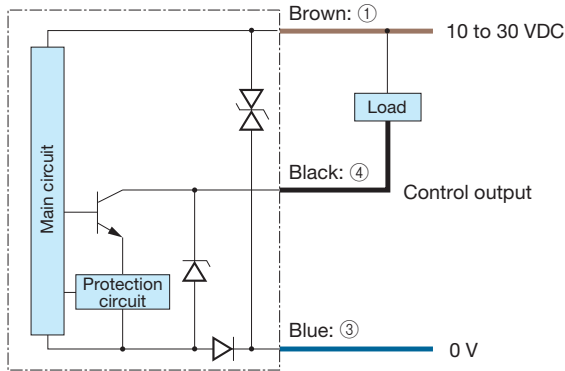 Brown: ①
10 to 30 VDC
Load
Main circuit
Black: ④
Control output
Protection
circuit
Blue: ③
0 V